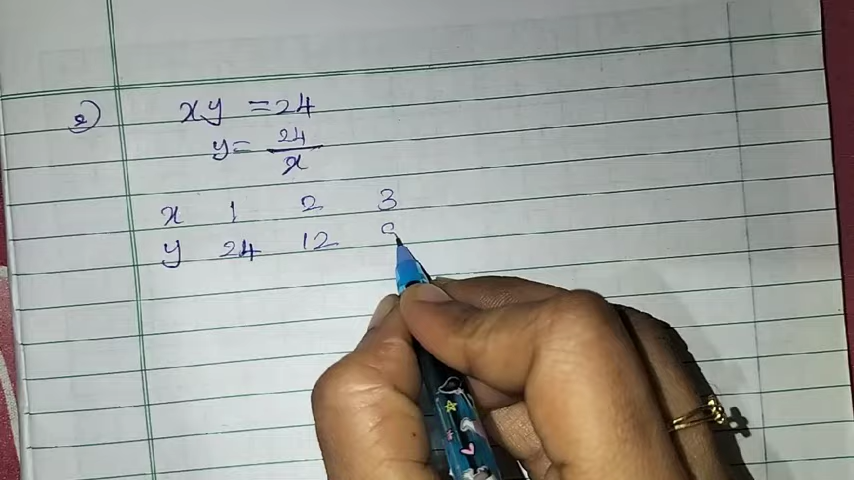 2) xy = 24
y = 24/x
x 1 2 3
y 24 12